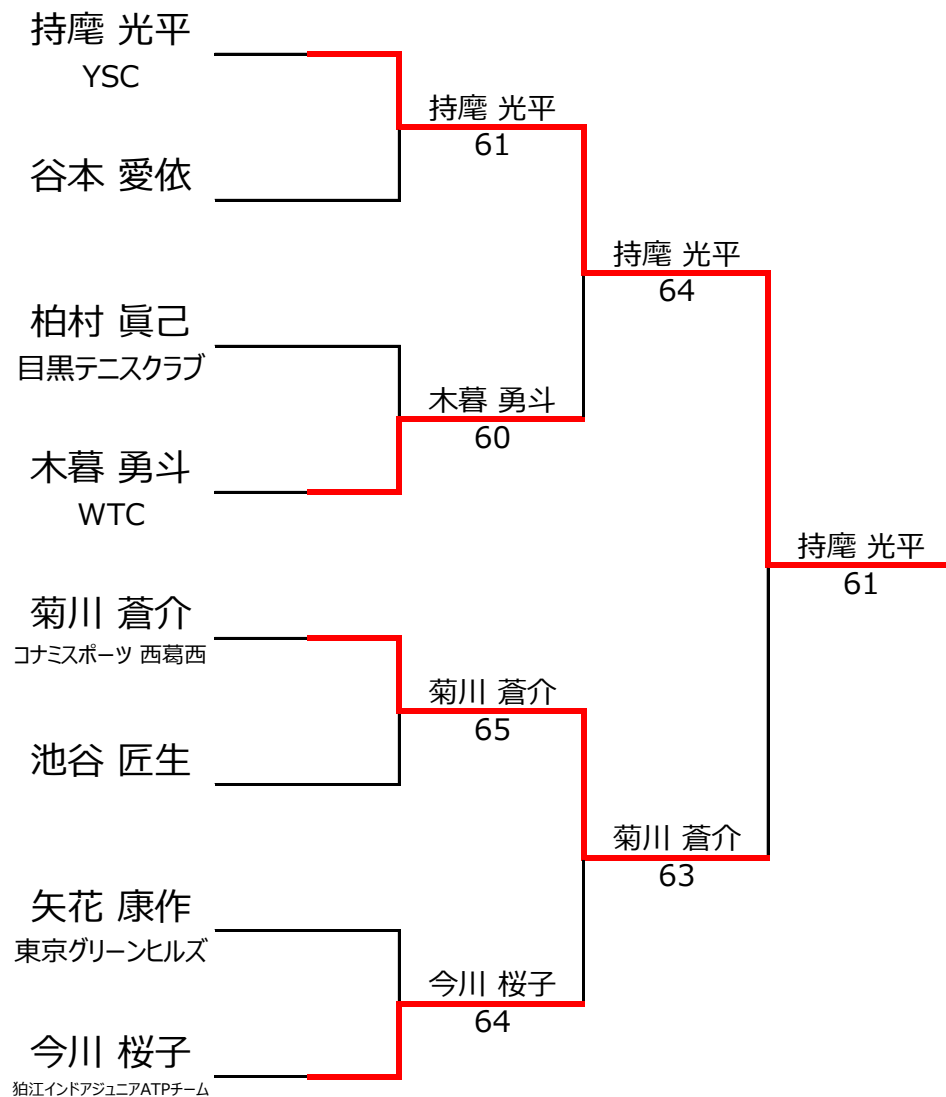 持麾 光平
YSC
谷本 愛依
柏村 眞己
目黒テニスクラブ
木暮 勇斗
WTC
菊川 蒼介
コナミスポーツ 西葛西
池谷 匠生
矢花 康作
東京グリーンヒルズ
今川 桜子
狛江インドアジュニアATPチーム
持麾 光平
61
木暮 勇斗
60
菊川 蒼介
65
今川 桜子
64
持麾 光平
64
菊川 蒼介
63
持麾 光平
61